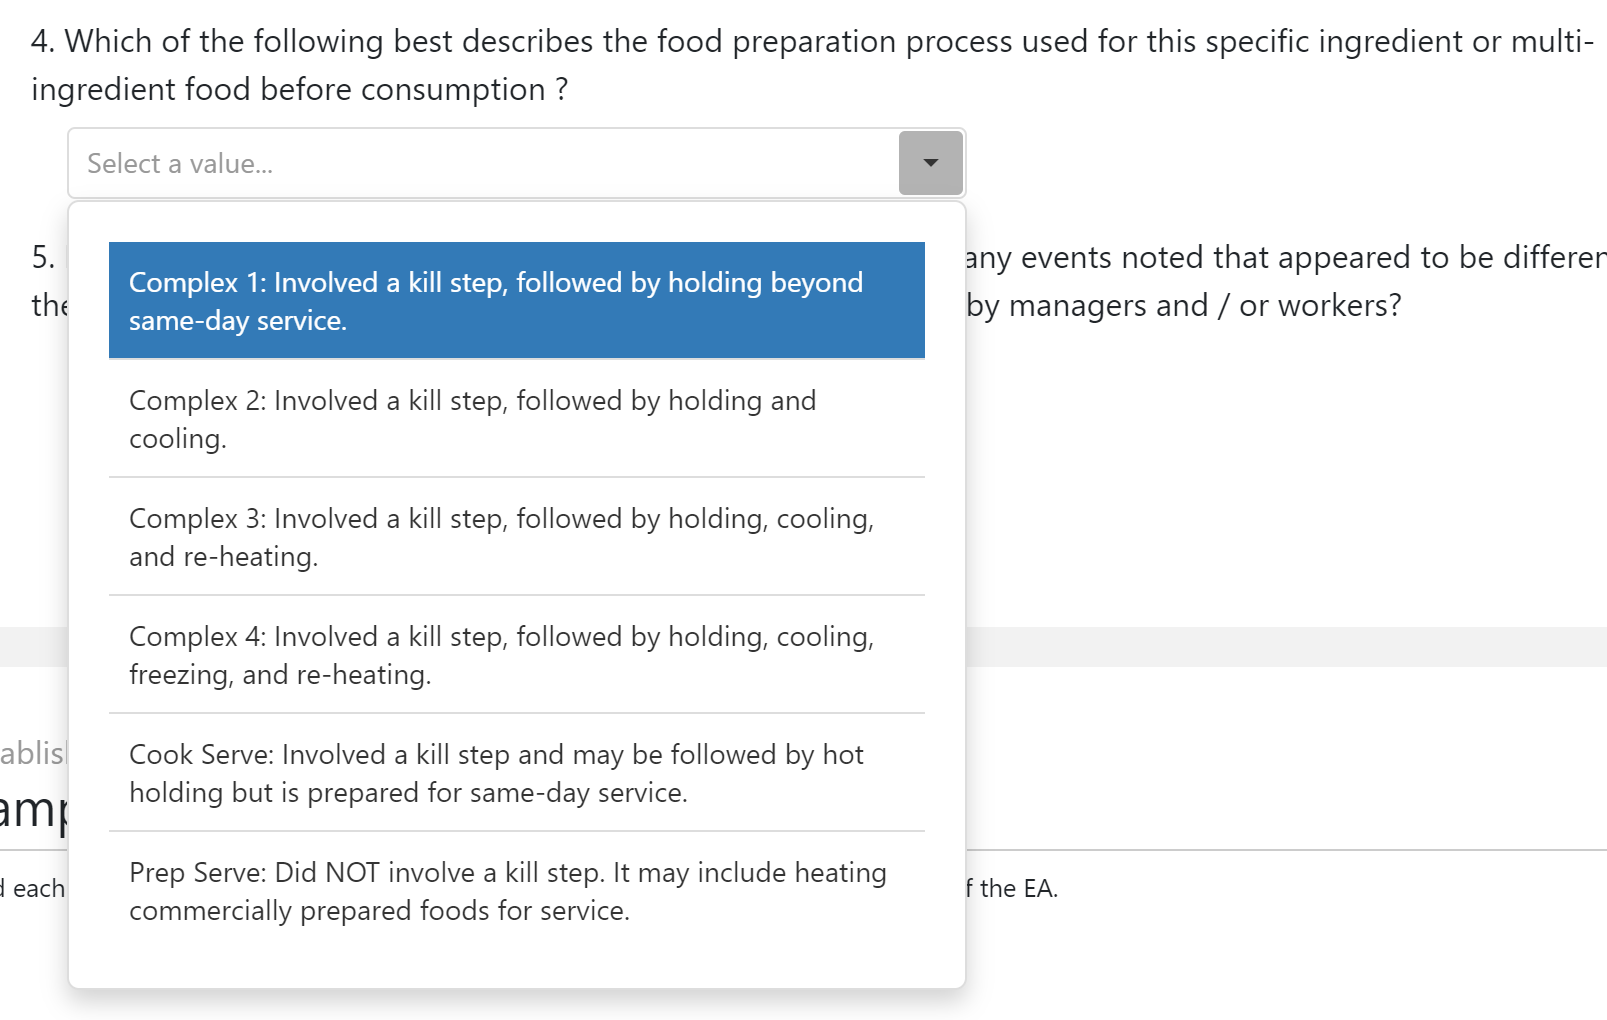 4. Which of the following best describes the food preparation process used for this specific ingredient or multi-
ingredient food before consumption ?
Select a value...
5. any events noted that appeared to be differen
the by managers and / or workers?
Complex 1: Involved a kill step, followed by holding beyond
same-day service.
Complex 2: Involved a kill step, followed by holding and
cooling.
Complex 3: Involved a kill step, followed by holding, cooling,
and re-heating.
Complex 4: Involved a kill step, followed by holding, cooling,
freezing, and re-heating.
Cook Serve: Involved a kill step and may be followed by hot
holding but is prepared for same-day service.
Prep Serve: Did NOT involve a kill step. It may include heating
commercially prepared foods for service.
ablis
amp
d each f the EA.